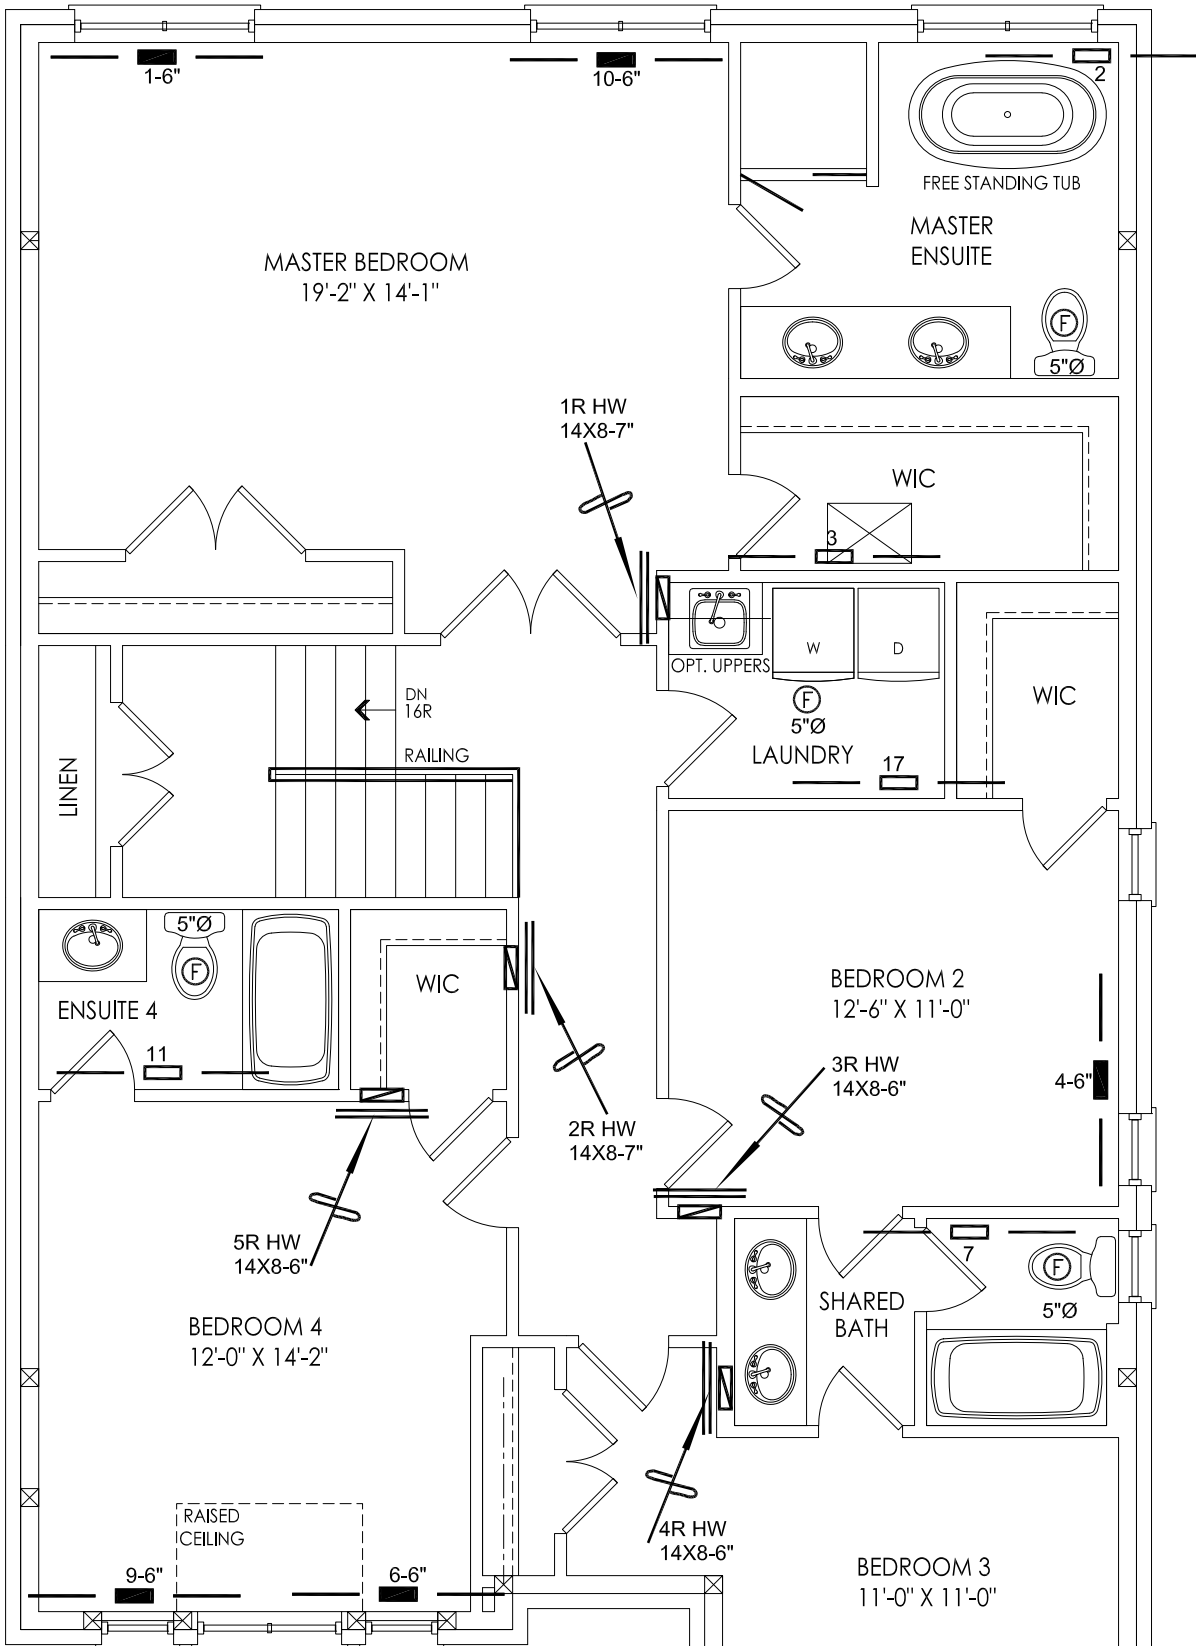 1-6"
10-6"
2
FREE STANDING TUB
MASTER
ENSUITE
MASTER BEDROOM
19'-2" X 14'-1"
F
5"Ø
1R HW
14X8-7"
WIC
3
W
D
OPT. UPPERS
DN
16R
F
5"Ø
WIC
RAILING
LAUNDRY
17
LINEN
5"Ø
F
WIC
ENSUITE 4
BEDROOM 2
12'-6" X 11'-0"
11
3R HW
14X8-6"
4-6"
2R HW
14X8-7"
5R HW
14X8-6"
7
F
5"Ø
SHARED
BATH
BEDROOM 4
12'-0" X 14'-2"
RAISED
CEILING
4R HW
14X8-6"
9-6"
6-6"
BEDROOM 3
11'-0" X 11'-0"